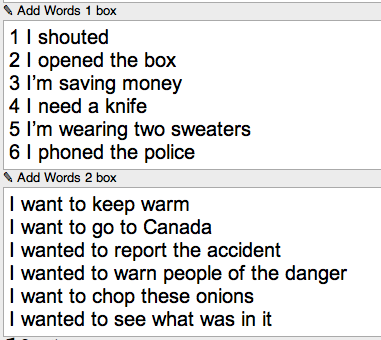 Add Words 1 box
1 I shouted
2 I opened the box
3 I'm saving money
4 I need a knife
5 I'm wearing two sweaters
6 I phoned the police
Add Words 2 box
I want to keep warm
I want to go to Canada
I wanted to report the accident
I wanted to warn people of the danger
I want to chop these onions
I wanted to see what was in it